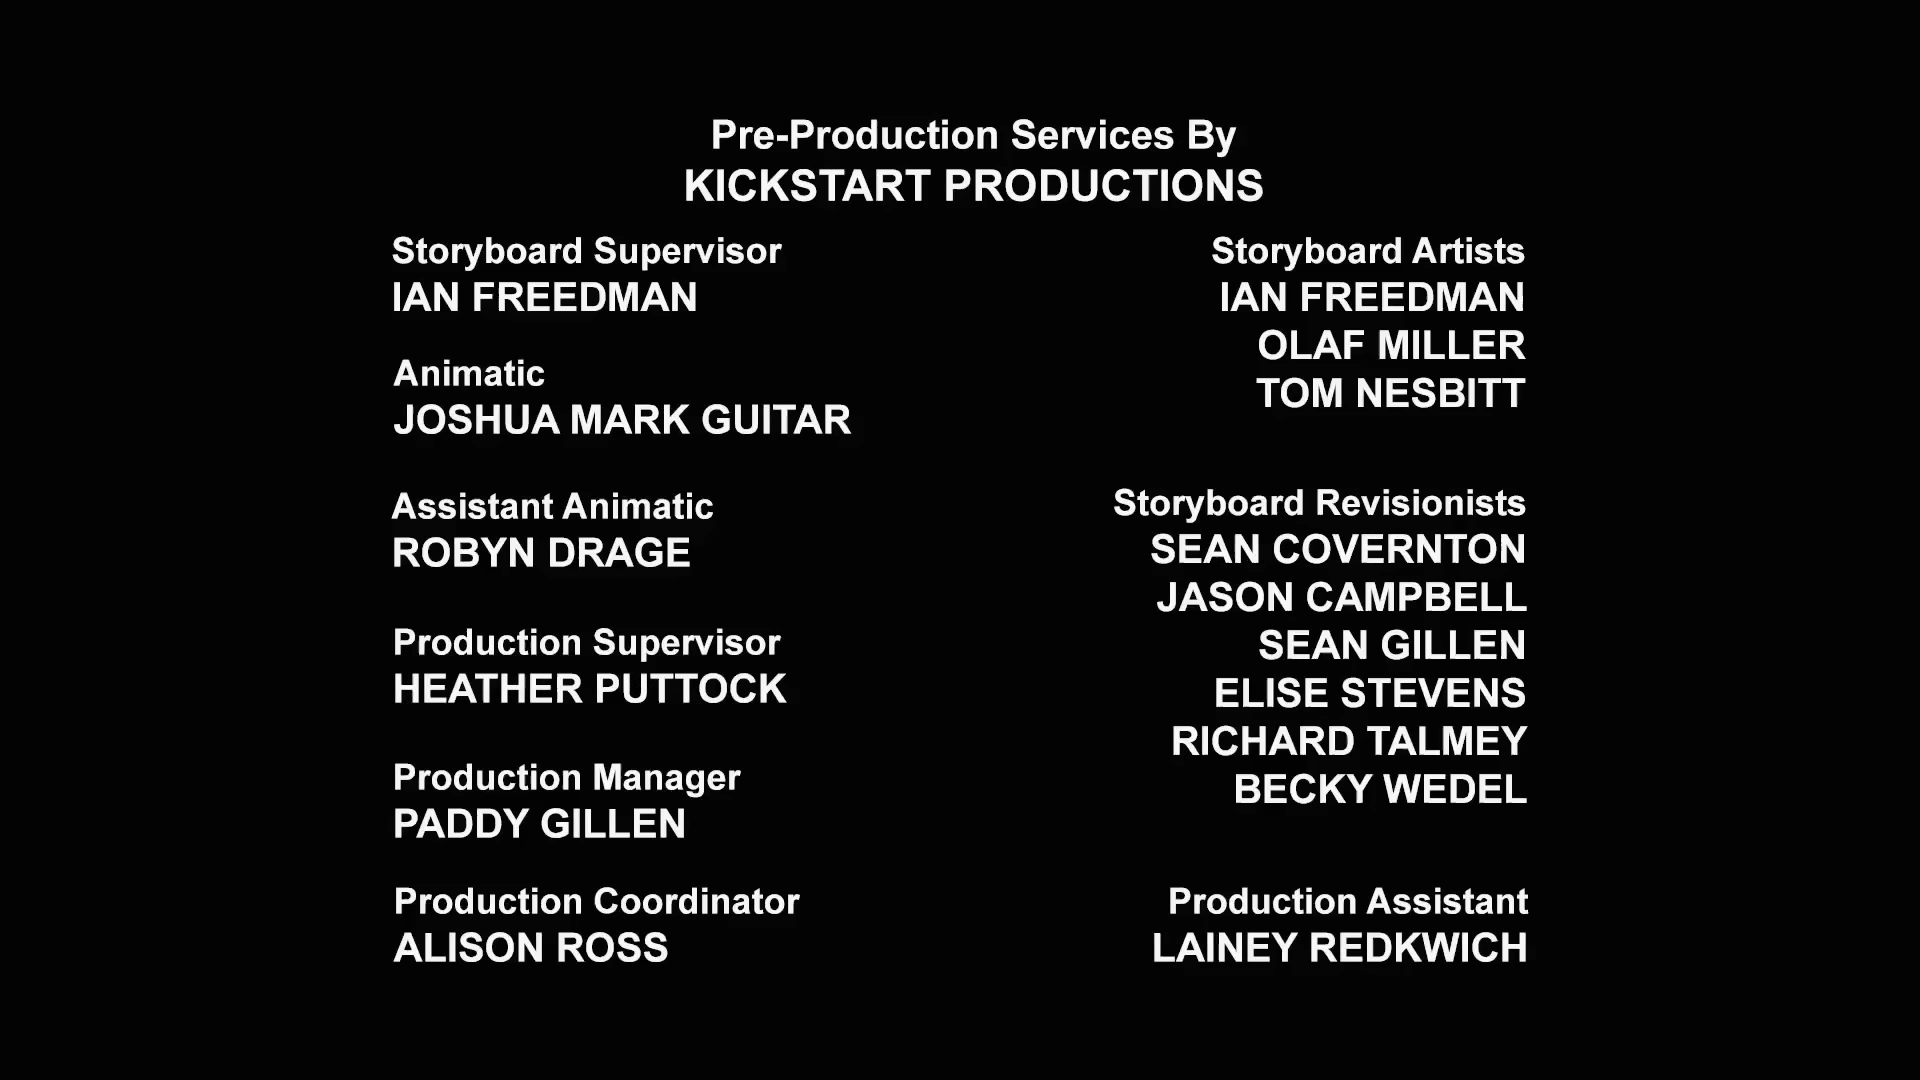 Pre-Production Services By
KICKSTART PRODUCTIONS
Storyboard Supervisor
IAN FREEDMAN
Animatic
JOSHUA MARK GUITAR
Assistant Animatic
ROBYN DRAGE
Production Supervisor
HEATHER PUTTOCK
Production Manager
PADDY GILLEN
Production Coordinator
ALISON ROSS
Storyboard Artists
IAN FREEDMAN
OLAF MILLER
TOM NESBITT
Storyboard Revisionists
SEAN COVERNTON
JASON CAMPBELL
SEAN GILLEN
ELISE STEVENS
RICHARD TALMEY
BECKY WEDEL
Production Assistant
LAINEY REDKWICH